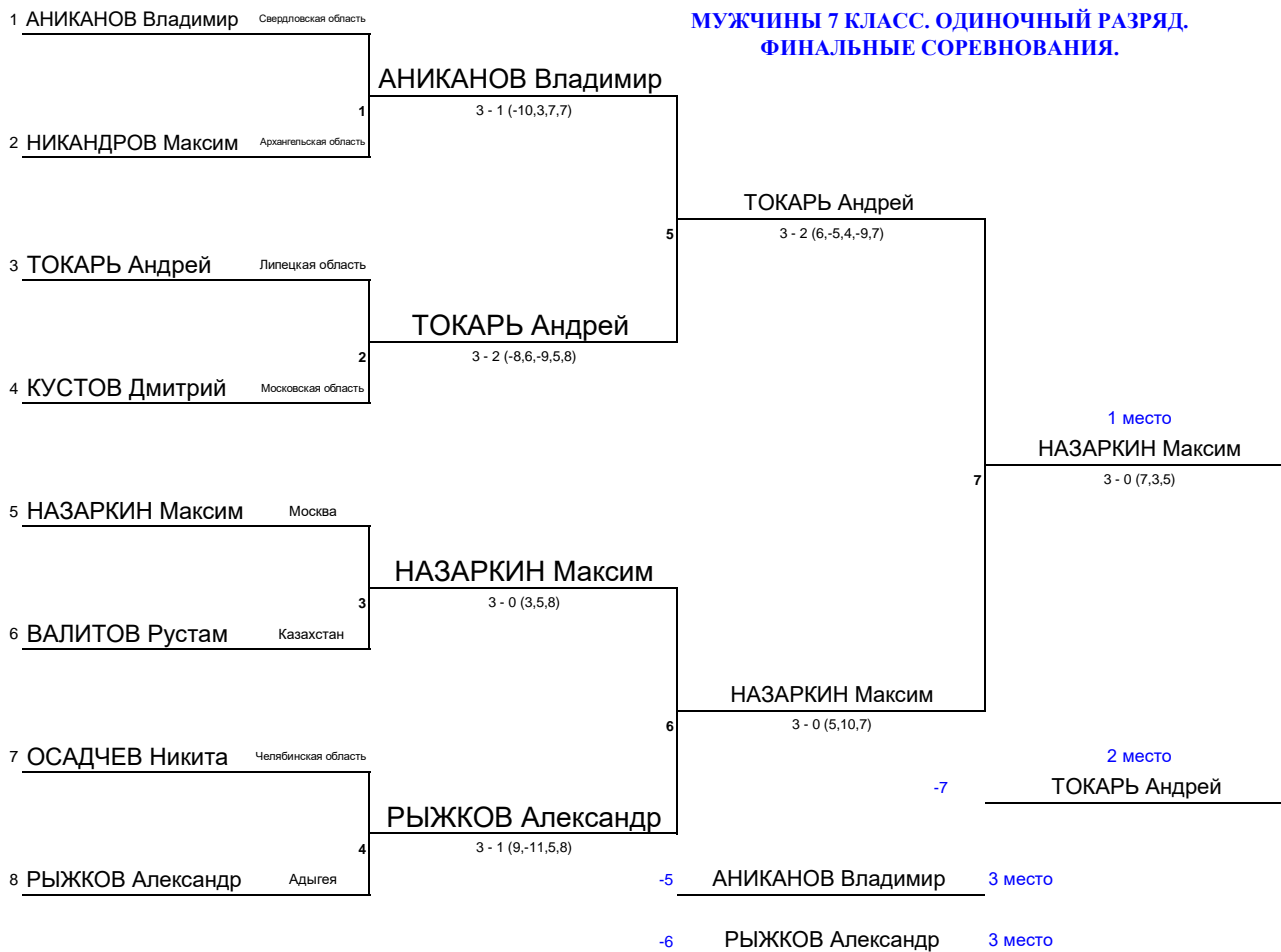 1 АНИКАНОВ Владимир Свердловская область
МУЖЧИНЫ 7 КЛАСС. ОДИНОЧНЫЙ РАЗРЯД.
ФИНАЛЬНЫЕ СОРЕВНОВАНИЯ.
АНИКАНОВ Владимир
1 3 - 1 (-10,3,7,7)
2 НИКАНДРОВ Максим Архангельская область
ТОКАРЬ Андрей
5 3 - 2 (6,-5,4,-9,7)
3 ТОКАРЬ Андрей Липецкая область
ТОКАРЬ Андрей
2 3 - 2 (-8,6,-9,5,8)
4 КУСТОВ Дмитрий Московская область
1 место
НАЗАРКИН Максим
7 3 - 0 (7,3,5)
5 НАЗАРКИН Максим Москва
НАЗАРКИН Максим
3 3 - 0 (3,5,8)
6 ВАЛИТОВ Рустам Казахстан
НАЗАРКИН Максим
6 3 - 0 (5,10,7)
7 ОСАДЧЕВ Никита Челябинская область
2 место
-7 ТОКАРЬ Андрей
РЫЖКОВ Александр
4 3 - 1 (9,-11,5,8)
8 РЫЖКОВ Александр Адыгея
-5 АНИКАНОВ Владимир 3 место
-6 РЫЖКОВ Александр 3 место